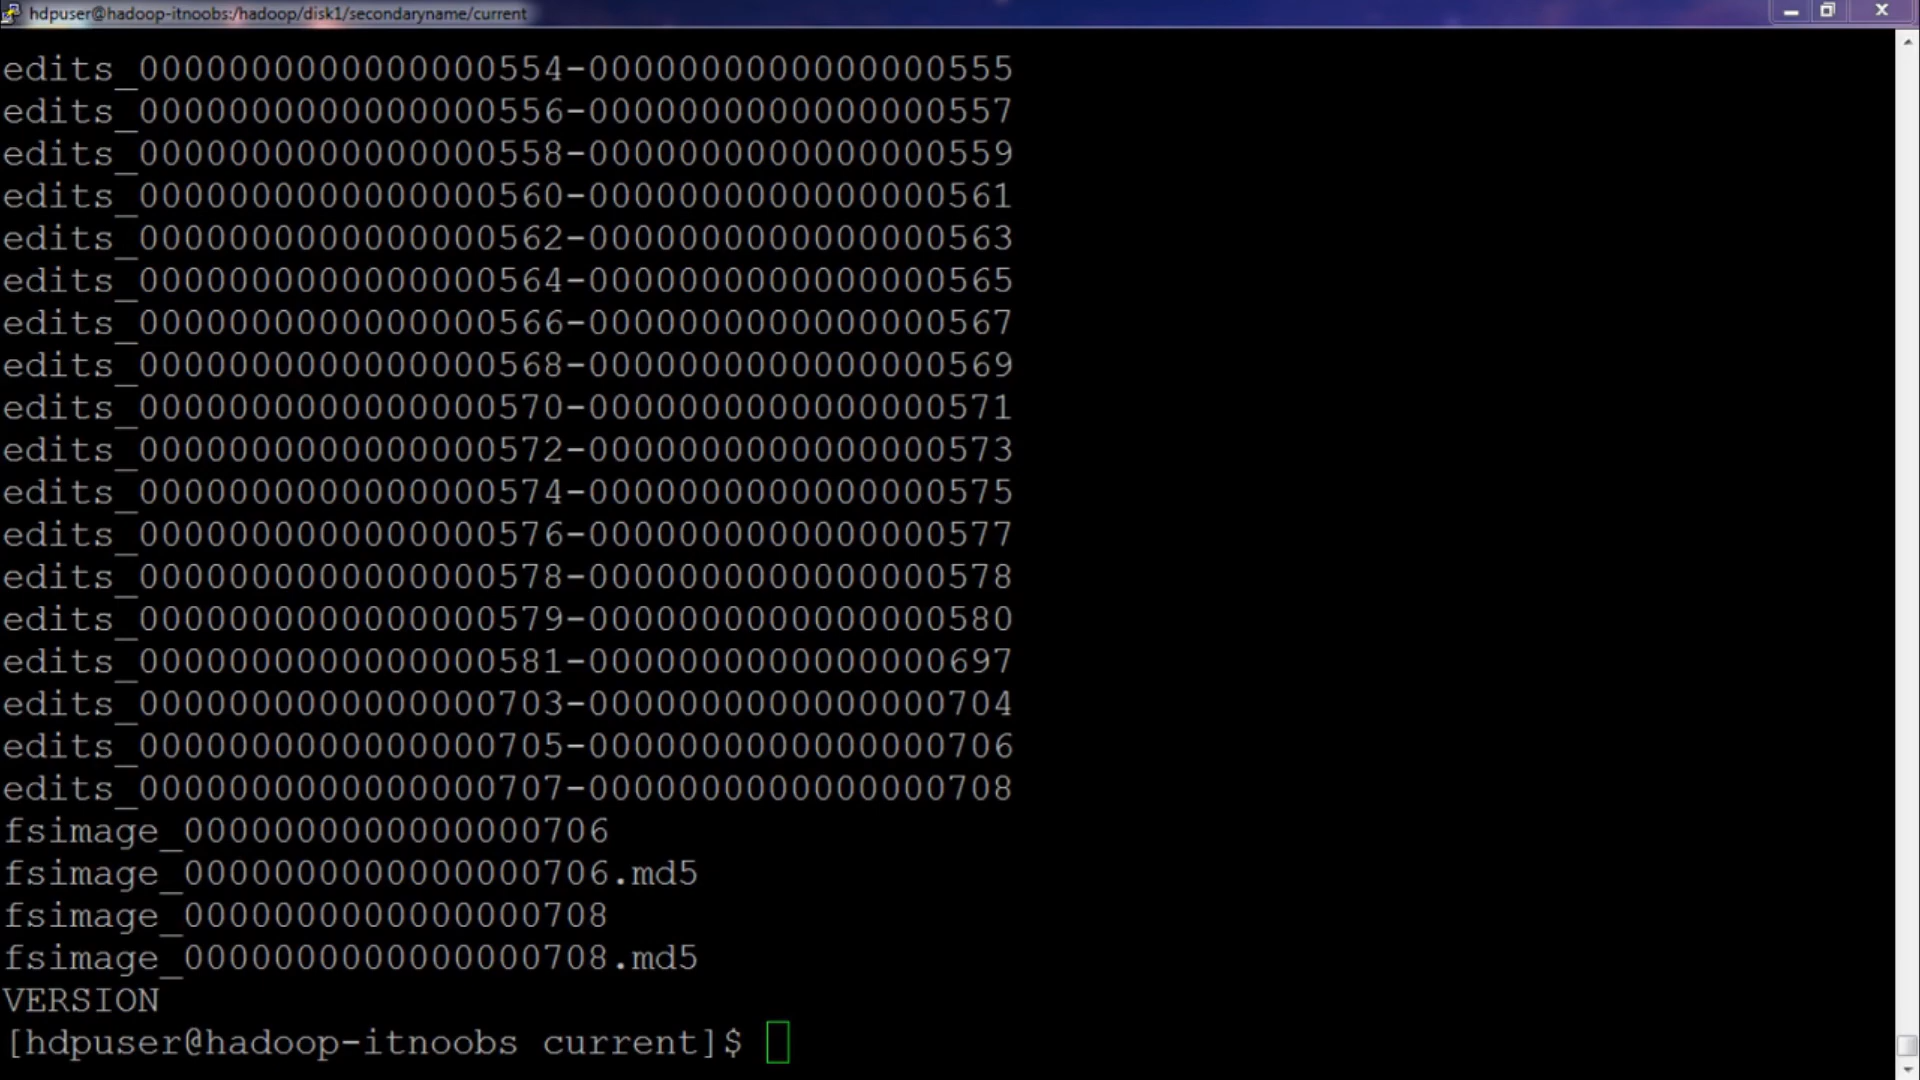 hdpuser@hadoop-itnoobs:/hadoop/disk1/secondaryname/current
edits_0000000000000000554-0000000000000000555
edits_0000000000000000556-0000000000000000557
edits_0000000000000000558-0000000000000000559
edits_0000000000000000560-0000000000000000561
edits_0000000000000000562-0000000000000000563
edits_0000000000000000564-0000000000000000565
edits_0000000000000000566-0000000000000000567
edits_0000000000000000568-0000000000000000569
edits_0000000000000000570-0000000000000000571
edits_0000000000000000572-0000000000000000573
edits_0000000000000000574-0000000000000000575
edits_0000000000000000576-0000000000000000577
edits_0000000000000000578-0000000000000000578
edits_0000000000000000579-0000000000000000580
edits_0000000000000000581-0000000000000000697
edits_0000000000000000703-0000000000000000704
edits_0000000000000000705-0000000000000000706
edits_0000000000000000707-0000000000000000708
fsimage_0000000000000000706
fsimage_0000000000000000706.md5
fsimage_0000000000000000708
fsimage_0000000000000000708.md5
VERSION
[hdpuser@hadoop-itnoobs current]$